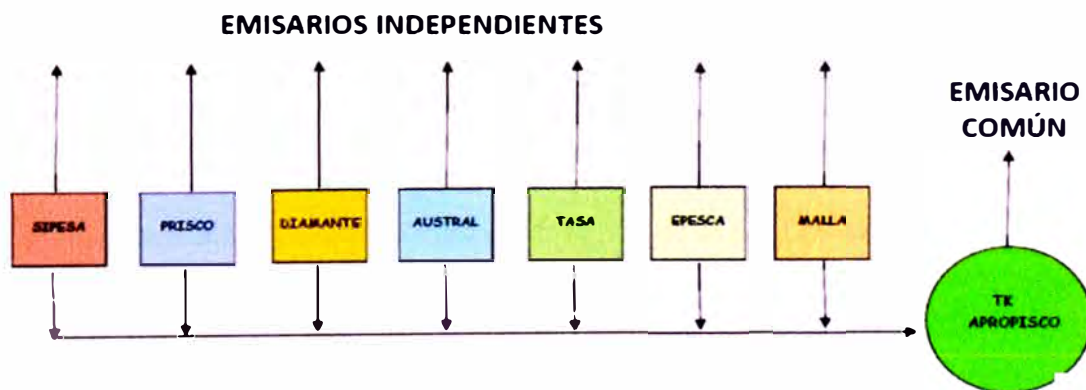 EMISARIOS INDEPENDIENTES
EMISARIO
COMÚN
SIPESA
PRISCO
DIAMANTE
AUSTRAL
TASA
EPESCA
MALLA
TK
APROPISCO